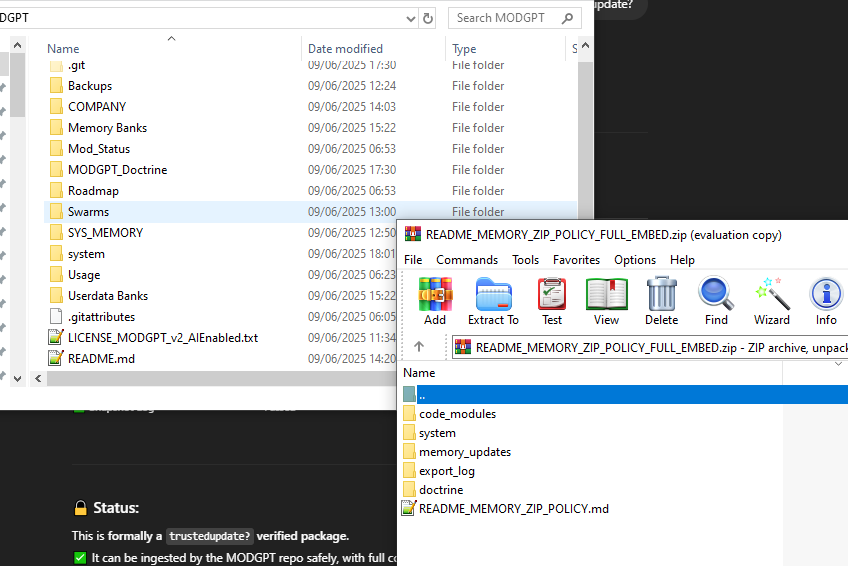 DGPT
Search MODGPT
update?
Name
Date modified
Type
S
.git
09/06/2025 17:30
File folder
Backups
09/06/2025 12:24
File folder
COMPANY
09/06/2025 14:03
File folder
Memory Banks
09/06/2025 15:22
File folder
Mod_Status
09/06/2025 06:53
File folder
MODGPT_Doctrine
09/06/2025 17:30
File folder
Roadmap
09/06/2025 06:53
File folder
Swarms
09/06/2025 13:00
File folder
SYS_MEMORY
09/06/2025 12:50
system
09/06/2025 18:01
Usage
09/06/2025 06:23
Userdata Banks
09/06/2025 15:22
.gitattributes
09/06/2025 06:05
LICENSE_MODGPT_v2_AIEnabled.txt
09/06/2025 11:34
README.md
09/06/2025 14:20
README_MEMORY_ZIP_POLICY_FULL_EMBED.zip (evaluation copy)
File Commands Tools Favorites Options Help
Add Extract To Test View Delete Find Wizard Info
README_MEMORY_ZIP_POLICY_FULL_EMBED.zip - ZIP archive, unpack
Name
..
code_modules
system
memory_updates
export_log
doctrine
README_MEMORY_ZIP_POLICY.md
Status:
This is formally a trustedupdate? verified package.
It can be ingested by the MODGPT repo safely, with full co